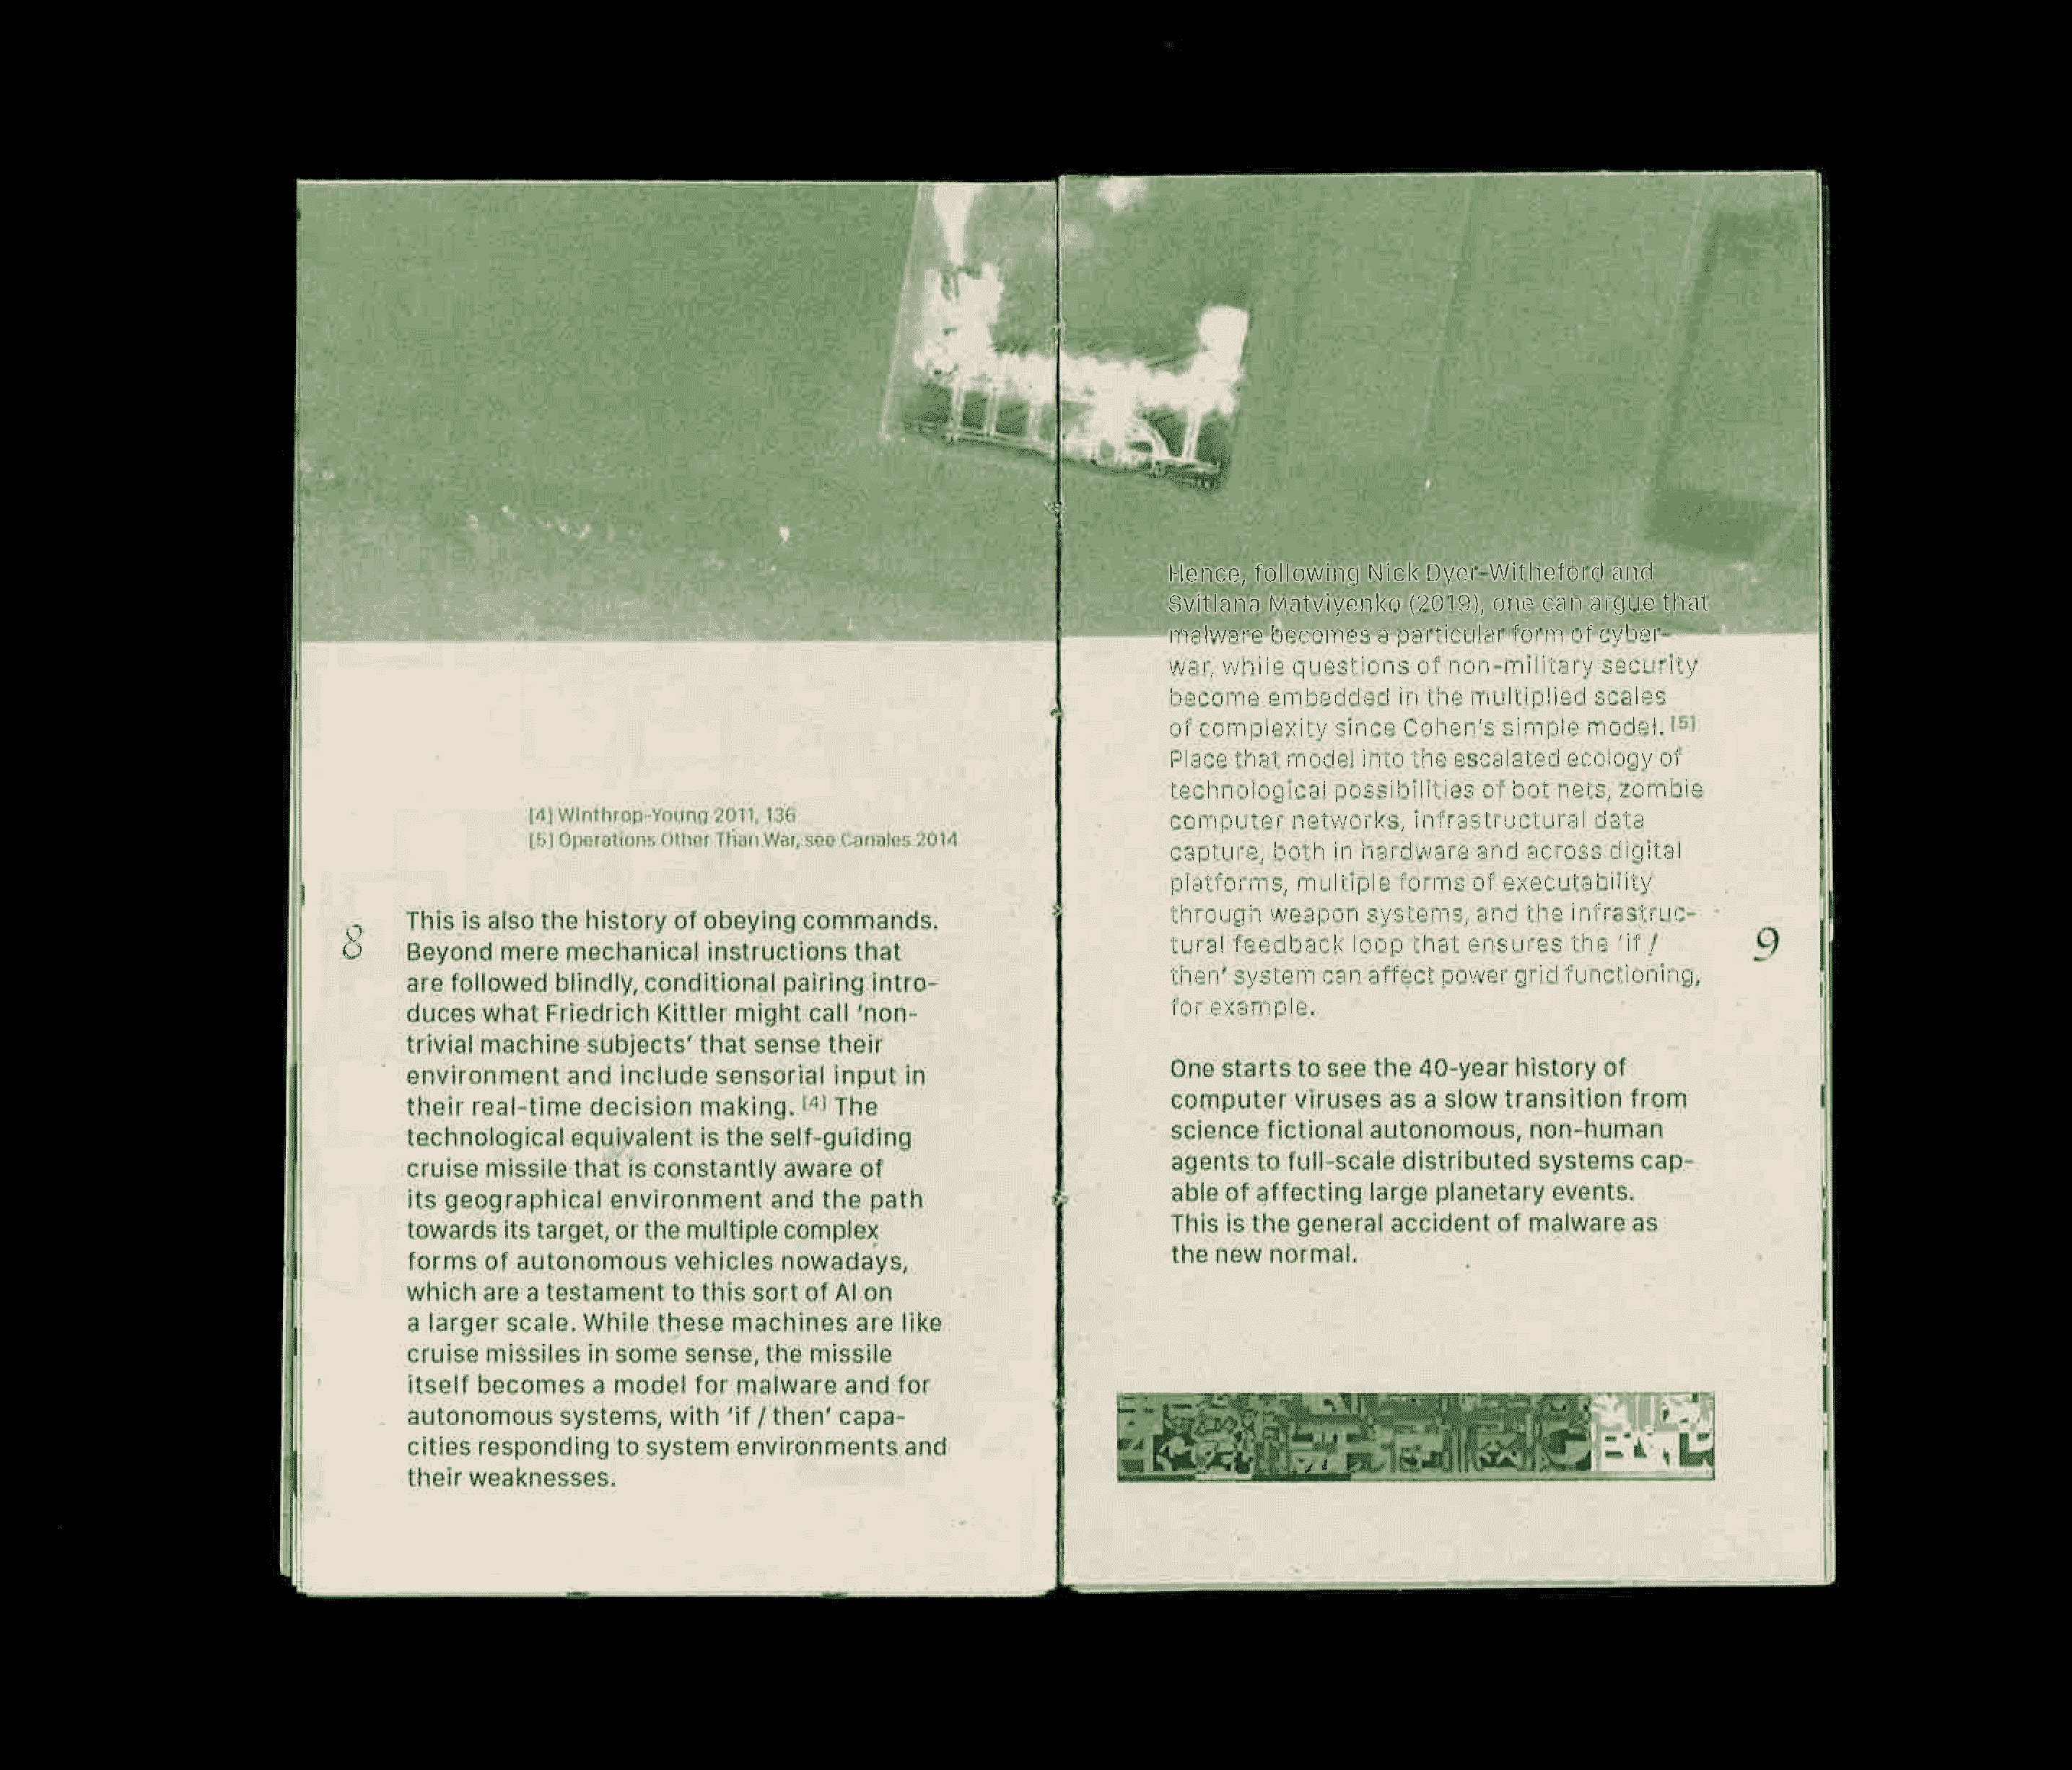 [4] Winthrop-Young 2011, 136
[5] Operations Other Than War, see Canales 2014
8
This is also the history of obeying commands.
Beyond mere mechanical instructions that
are followed blindly, conditional pairing intro-
duces what Friedrich Kittler might call ‘non-
trivial machine subjects’ that sense their
environment and include sensorial input in
their real-time decision making. [4] The
technological equivalent is the self-guiding
cruise missile that is constantly aware of
its geographical environment and the path
towards its target, or the multiple complex
forms of autonomous vehicles nowadays,
which are a testament to this sort of AI on
a larger scale. While these machines are like
cruise missiles in some sense, the missile
itself becomes a model for malware and for
autonomous systems, with ‘if / then’ capa-
cities responding to system environments and
their weaknesses.
Hence, following Nick Dyer-Witheford and
Svitlana Matviyenko (2019), one can argue that
malware becomes a particular form of cyber-
war, while questions of non-military security
become embedded in the multiplied scales
of complexity since Cohen’s simple model. [5]
Place that model into the escalated ecology of
technological possibilities of bot nets, zombie
computer networks, infrastructural data
capture, both in hardware and across digital
platforms, multiple forms of executability
through weapon systems, and the infrastruc-
tural feedback loop that ensures the ‘if /
then’ system can affect power grid functioning,
for example.
9
One starts to see the 40-year history of
computer viruses as a slow transition from
science fictional autonomous, non-human
agents to full-scale distributed systems cap-
able of affecting large planetary events.
This is the general accident of malware as
the new normal.